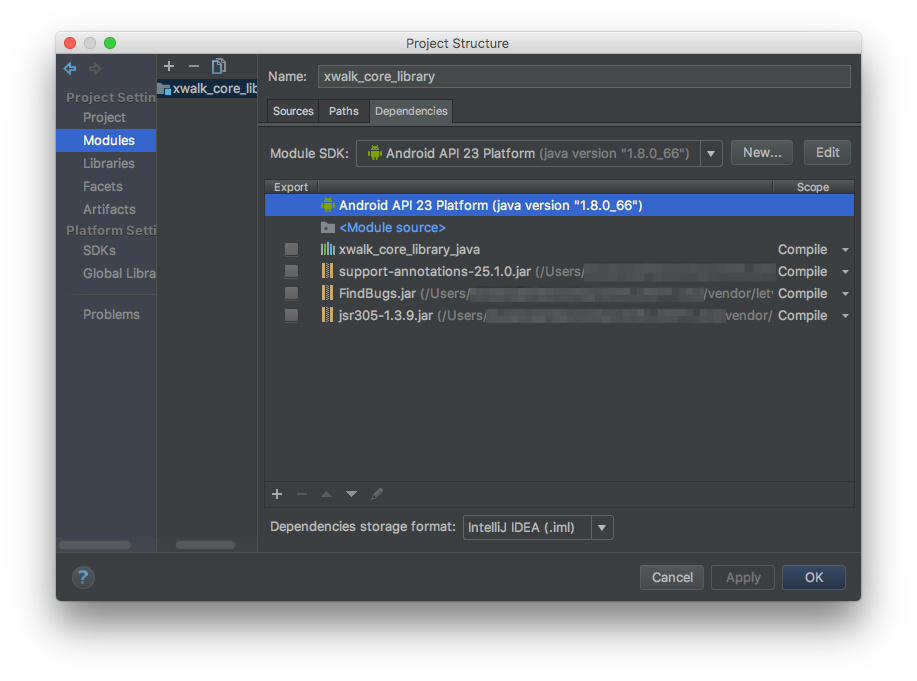 Project Structure
Project Settin
Project
Modules
Libraries
Facets
Artifacts
Platform Setti
SDKs
Global Libra
Problems
xwalk_core_lib
Name: xwalk_core_library
Sources Paths Dependencies
Module SDK: Android API 23 Platform (java version "1.8.0_66") New... Edit
Export Scope
Android API 23 Platform (java version "1.8.0_66")
<Module source>
xwalk_core_library_java Compile
support-annotations-25.1.0.jar (/Users/ Compile
FindBugs.jar (/Users/ /vendor/let Compile
jsr305-1.3.9.jar (/Users/ vendor/ Compile
Dependencies storage format: IntelliJ IDEA (.iml)
? Cancel Apply OK